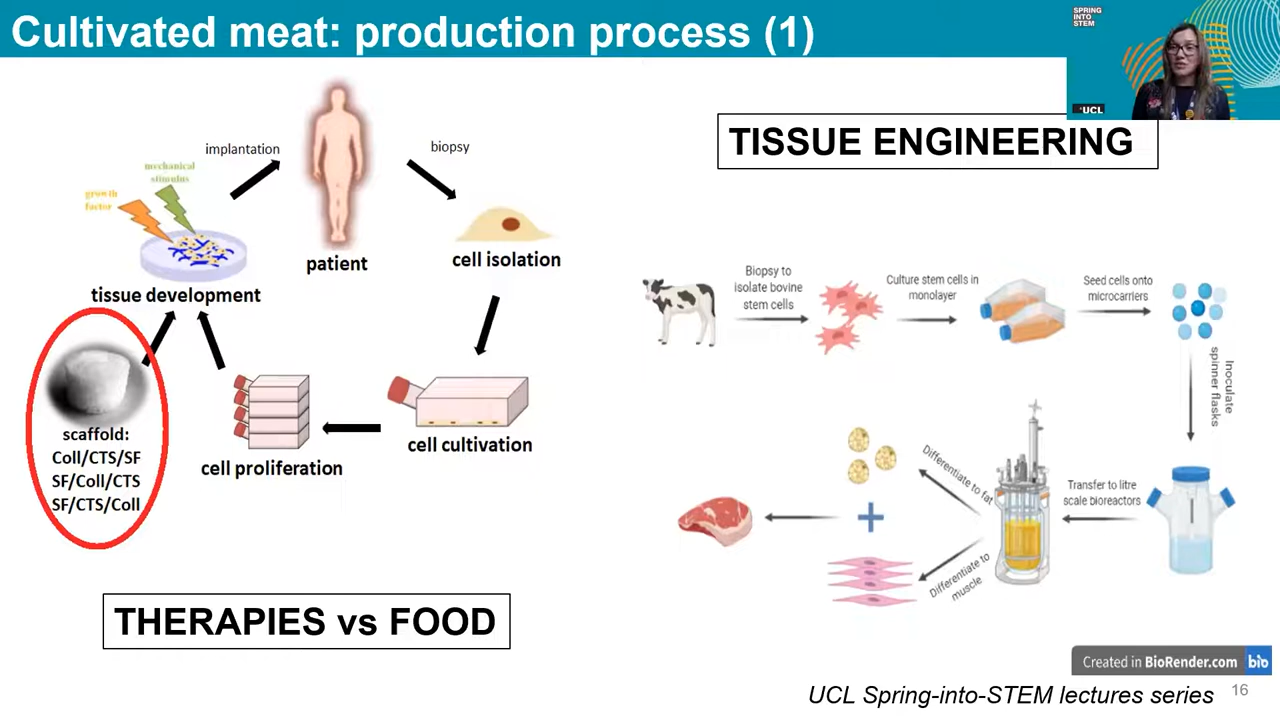 Cultivated meat: production process (1)
SPRING
INTO
STEM
UCL
TISSUE ENGINEERING
implantation
biopsy
mechanical
stimulus
growth
factor
patient
cell isolation
tissue development
scaffold:
Coll/CTS/SF
SF/Coll/CTS
SF/CTS/Coll
cell proliferation
cell cultivation
THERAPIES vs FOOD
Biopsy to
isolate bovine
stem cells
Culture stem cells in
monolayer
Seed cells onto
microcarriers
Inoculate
spinner flasks
Transfer to litre
scale bioreactors
Differentiate to fat
Differentiate to
muscle
Created in BioRender.com bio
UCL Spring-into-STEM lectures series
16